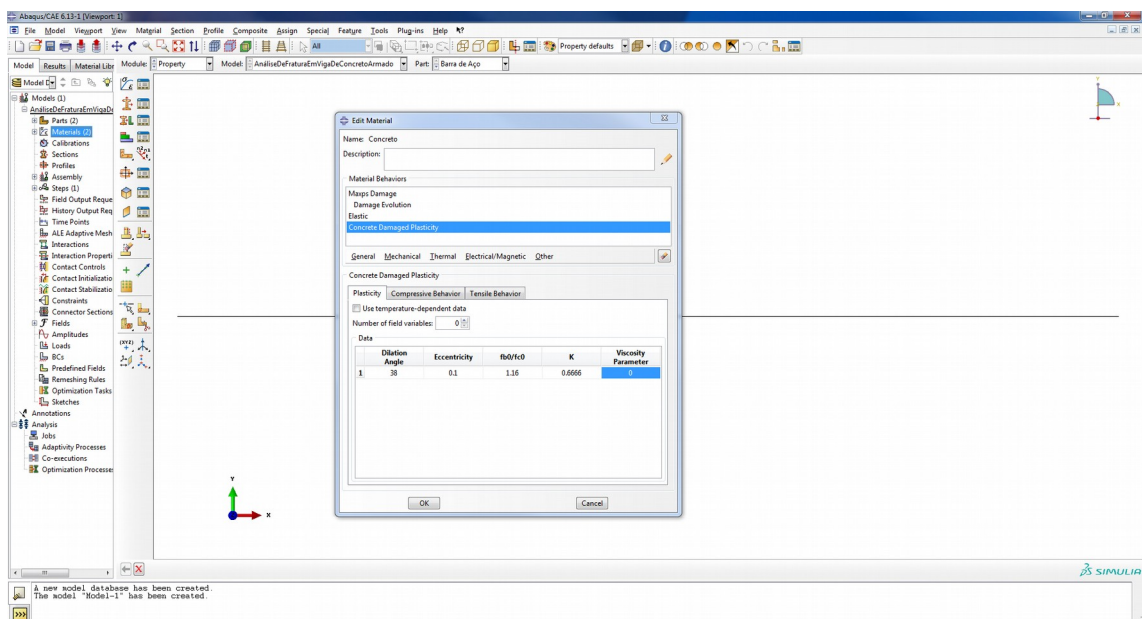 Abaqus/CAE 6.13-1 [Viewport: 1]
File Model Viewport View Material Section Profile Composite Assign Special Feature Tools Plug-ins Help
All Property defaults
Model Results Material Libr Module: Property Model: AnáliseDeFraturaEmVigaDeConcretoArmado Part: Barra de Aço
Model D
Models (1)
AnáliseDeFraturaEmVigaDe
Parts (2)
Materials (2)
Calibrations
Sections
Profiles
Assembly
Steps (1)
Field Output Reque
History Output Req
Time Points
ALE Adaptive Mesh
Interactions
Interaction Properti
Contact Controls
Contact Initializatio
Contact Stabilizatio
Constraints
Connector Sections
Fields
Amplitudes
Loads
BCs
Predefined Fields
Remeshing Rules
Optimization Tasks
Sketches
Annotations
Analysis
Jobs
Adaptivity Processes
Co-executions
Optimization Processes
Edit Material
Name: Concreto
Description:
Material Behaviors
Maxps Damage
Damage Evolution
Elastic
Concrete Damaged Plasticity
General Mechanical Thermal Electrical/Magnetic Other
Concrete Damaged Plasticity
Plasticity Compressive Behavior Tensile Behavior
Use temperature-dependent data
Number of field variables: 0
Data
Dilation Angle Eccentricity fb0/fc0 K Viscosity Parameter
1 38 0.1 1.16 0.6666 0
OK Cancel
Y
X
Y
SIMULIA
A new model database has been created.
The model "Model-1" has been created.